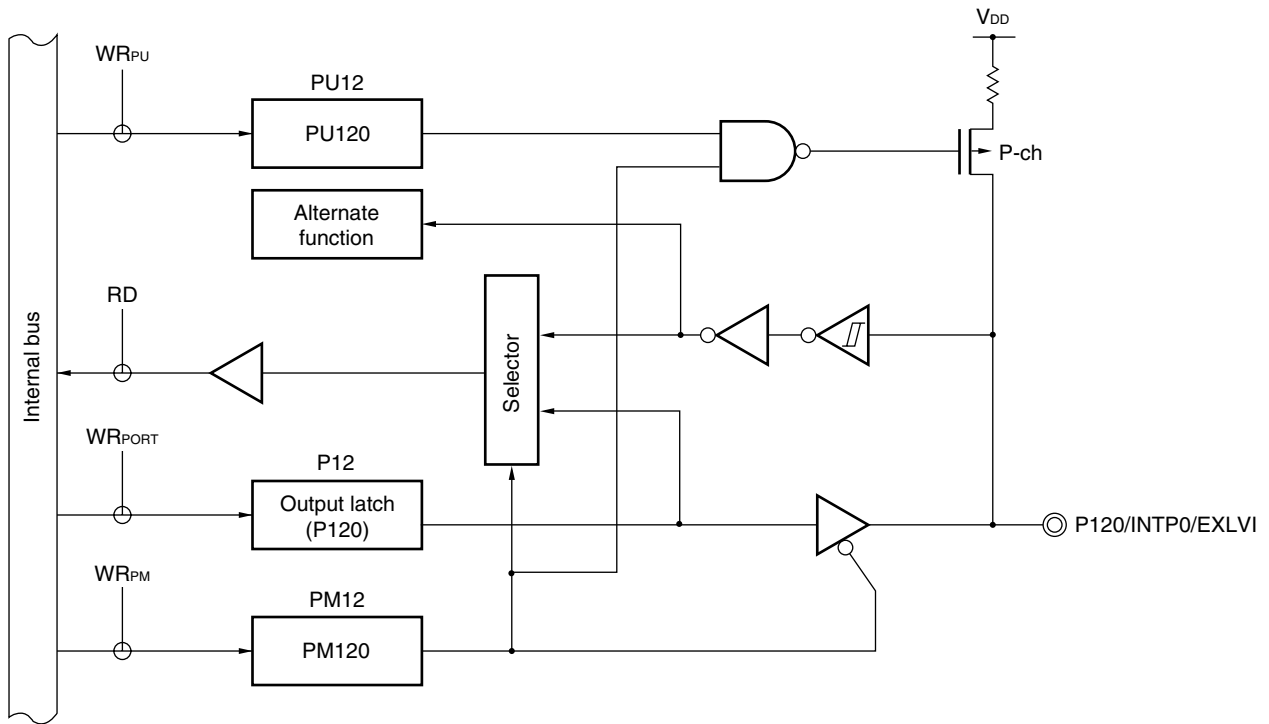 VDD
WRPU
PU12
PU120
P-ch
Alternate
function
RD
Internal bus
Selector
WRPORT
P12
Output latch
(P120)
P120/INTP0/EXLVI
WRPM
PM12
PM120